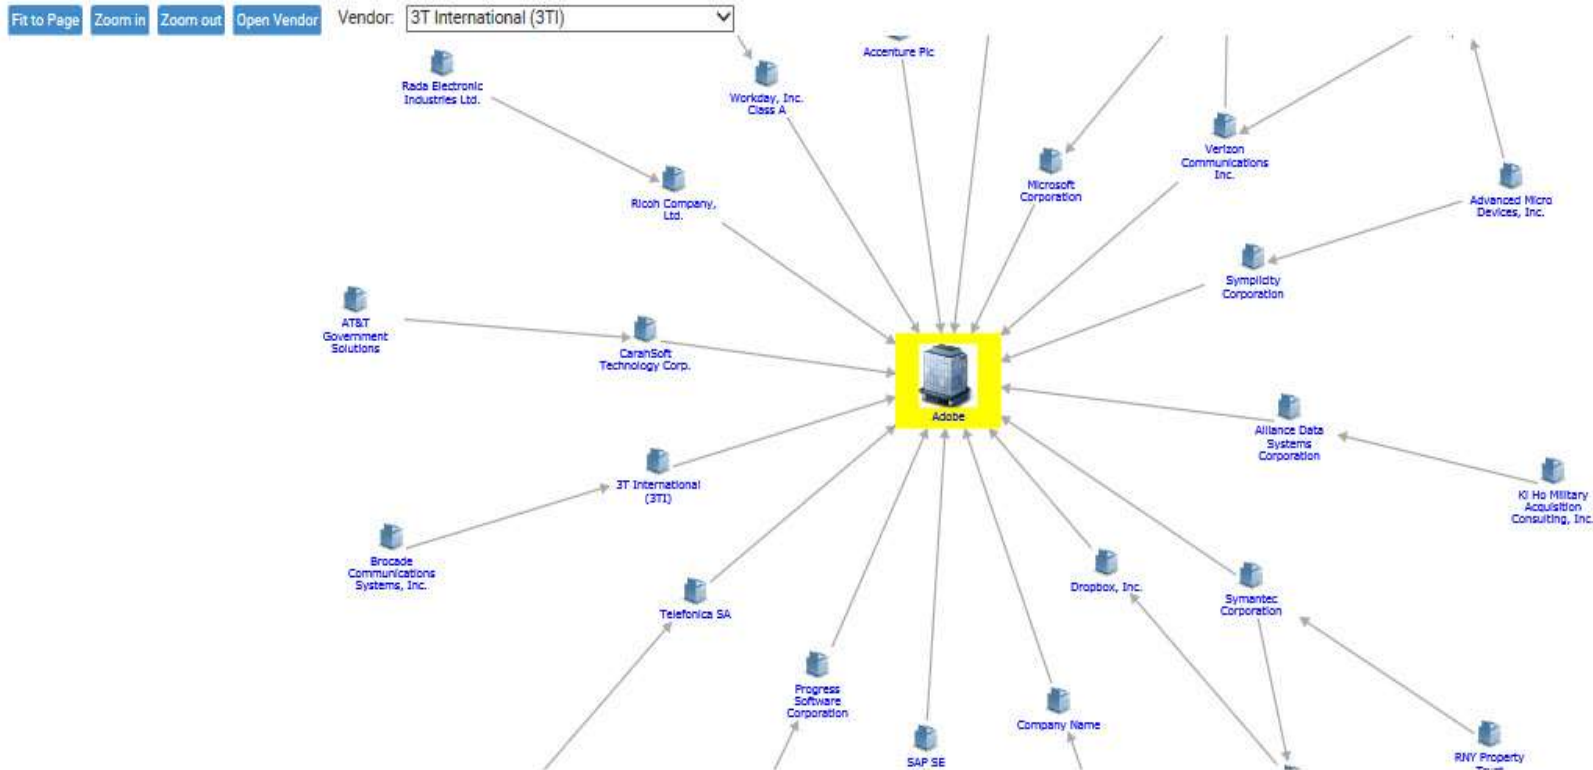 Fit to Page Zoom in Zoom out Open Vendor Vendor: 3T International (3TI)
Accenture Plc
Rada Electronic
Industries Ltd.
Workday, Inc.
Class A
Verizon
Communications
Inc.
Microsoft
Corporation
Advanced Micro
Devices, Inc.
Ricoh Company,
Ltd.
Symplicity
Corporation
AT&T
Government
Solutions
CarahSoft
Technology Corp.
Adobe
Alliance Data
Systems
Corporation
3T International
(3TI)
Ki Ho Military
Acquisition
Consulting, Inc.
Brocade
Communications
Systems, Inc.
Dropbox, Inc.
Symantec
Corporation
Telefonica SA
Progress
Software
Corporation
Company Name
SAP SE
RNY Property